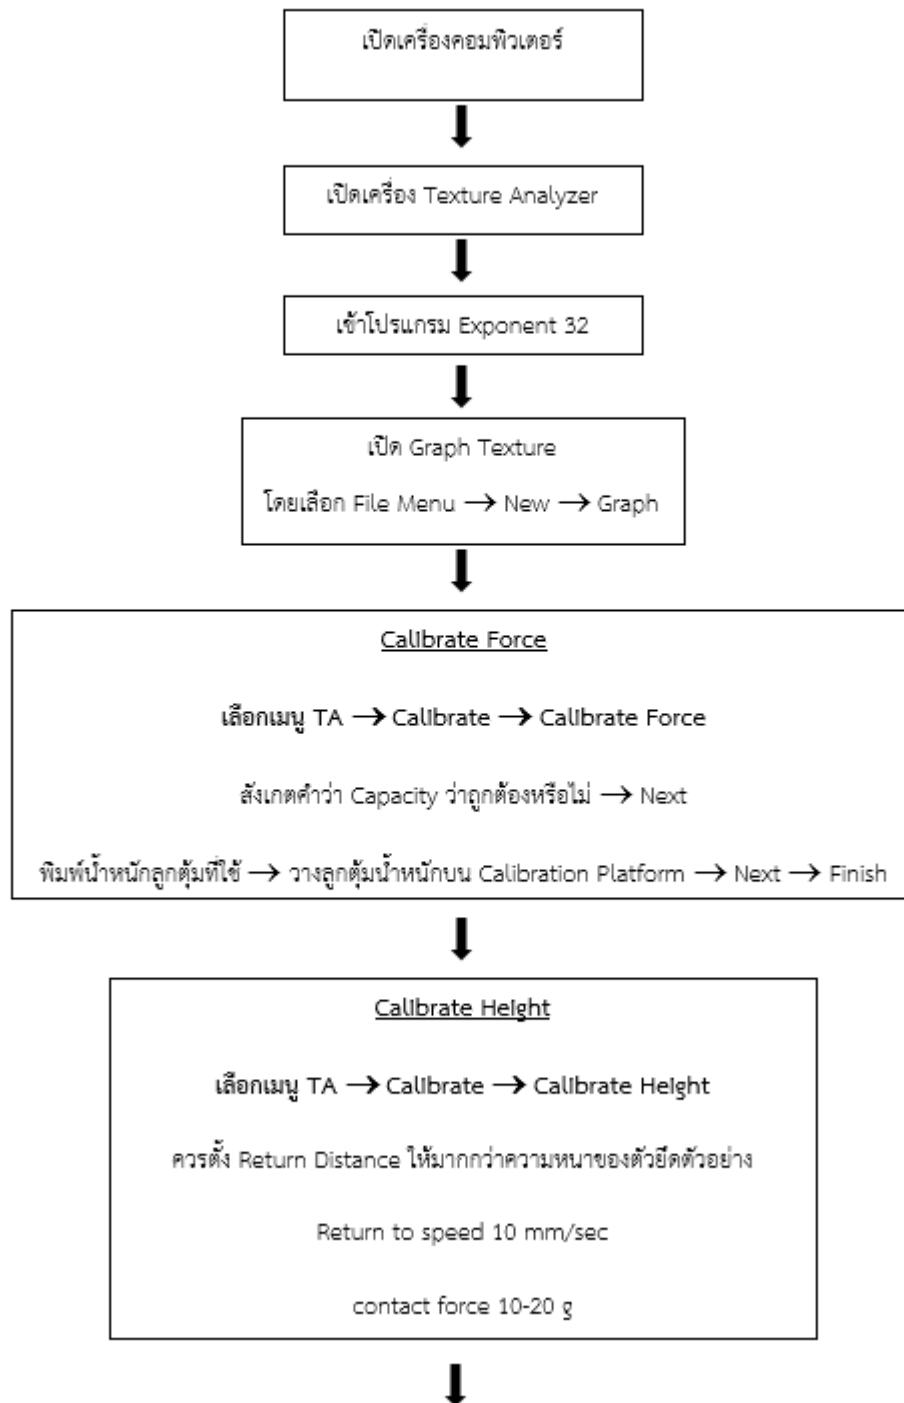 เปิดเครื่องคอมพิวเตอร์
เปิดเครื่อง Texture Analyzer
เข้าโปรแกรม Exponent 32
เปิด Graph Texture
โดยเลือก File Menu → New → Graph
Calibrate Force
เลือกเมนู TA → Calibrate → Calibrate Force
สังเกตคำว่า Capacity ว่าถูกต้องหรือไม่ → Next
พิมพ์น้ำหนักลูกตุ้มที่ใช้ → วางลูกตุ้มน้ำหนักบน Calibration Platform → Next → Finish
Calibrate Height
เลือกเมนู TA → Calibrate → Calibrate Height
ควรตั้ง Return Distance ให้มากกว่าความหนาของตัวยึดตัวอย่าง
Return to speed 10 mm/sec
contact force 10-20 g